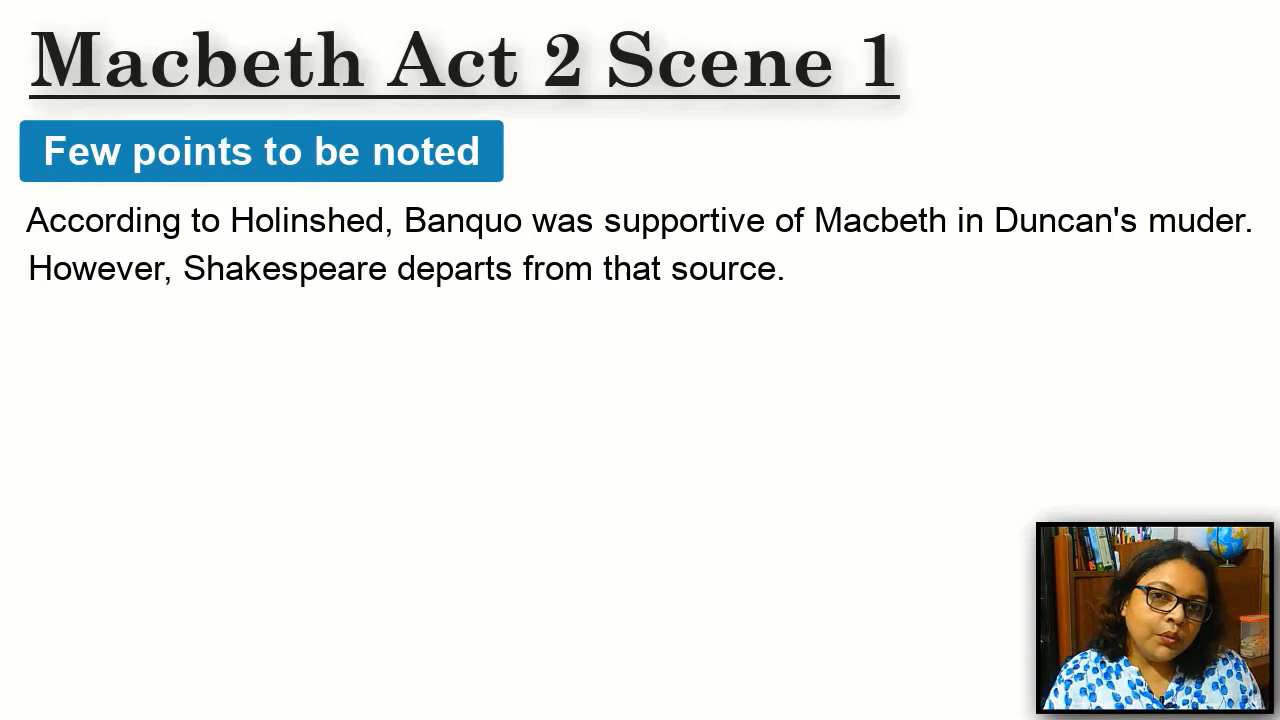 Macbeth Act 2 Scene 1
Few points to be noted
According to Holinshed, Banquo was supportive of Macbeth in Duncan's muder.
However, Shakespeare departs from that source.